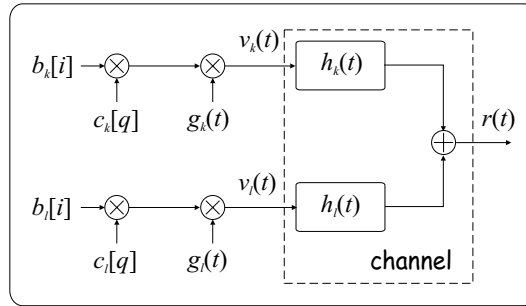 v_k(t)
b_k[i]
h_k(t)
c_k[q]
g_k(t)
r(t)
v_l(t)
b_l[i]
h_l(t)
c_l[q]
g_l(t)
channel